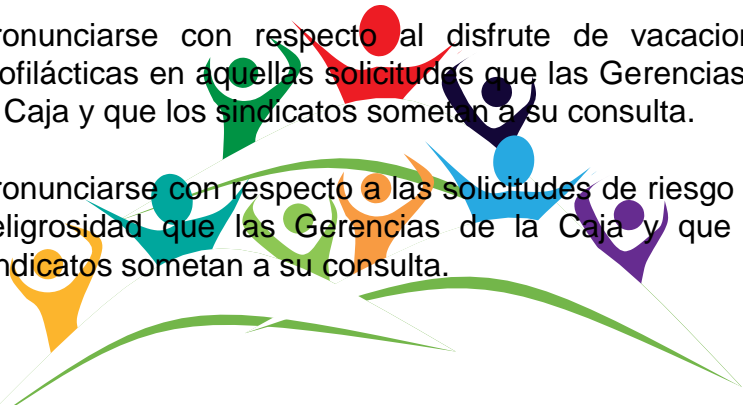 ronunciarse con respecto al disfrute de vacacion
ofilácticas en aquellas solicitudes que las Gerencias
Caja y que los sindicatos sometan a su consulta.
ronunciarse con respecto a las solicitudes de riesgo
eligrosidad que las Gerencias de la Caja y que
ndicatos sometan a su consulta.